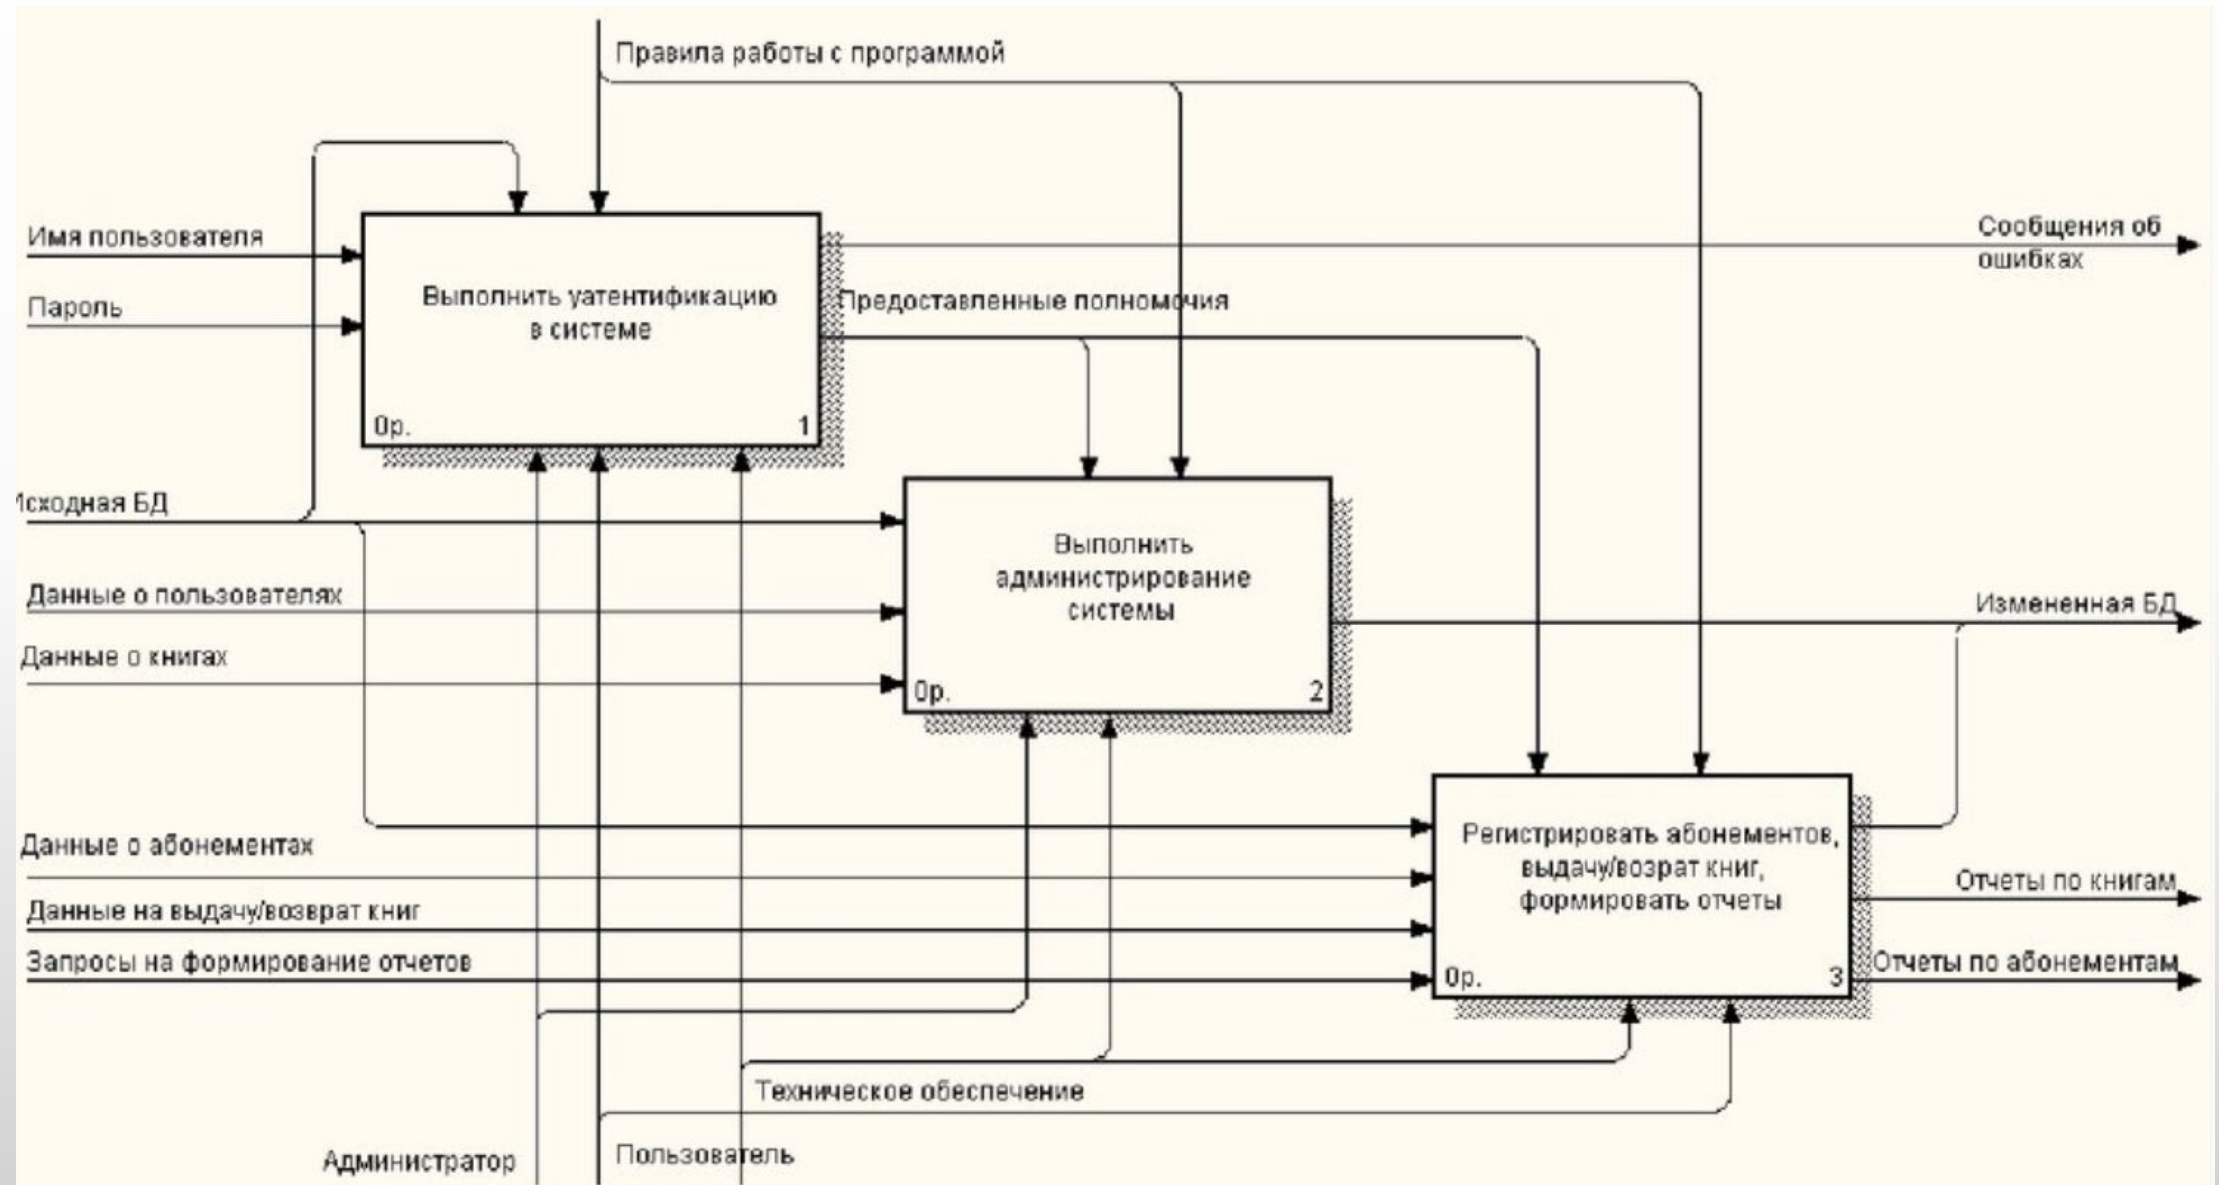 Правила работы с программой
Имя пользователя
Сообщения об
ошибках
Пароль
Выполнить уатентификацию
в системе
Предоставленные полномочия
0р.
1
Исходная БД
Выполнить
администрирование
системы
Данные о пользователях
Измененная БД
Данные о книгах
0р.
2
Данные о абонементах
Регистрировать абонементов,
выдачу/возрат книг,
формировать отчеты
Отчеты по книгам
Данные на выдачу/возврат книг
Запросы на формирование отчетов
0р.
3
Отчеты по абонементам
Техническое обеспечение
Администратор
Пользователь